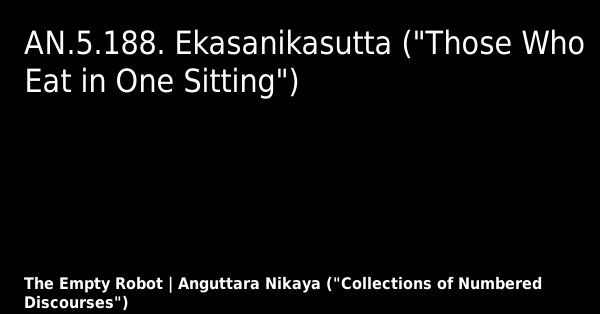 AN.5.188. Ekasanikasutta ("Those Who
Eat in One Sitting")
The Empty Robot | Anguttara Nikaya ("Collections of Numbered
Discourses")